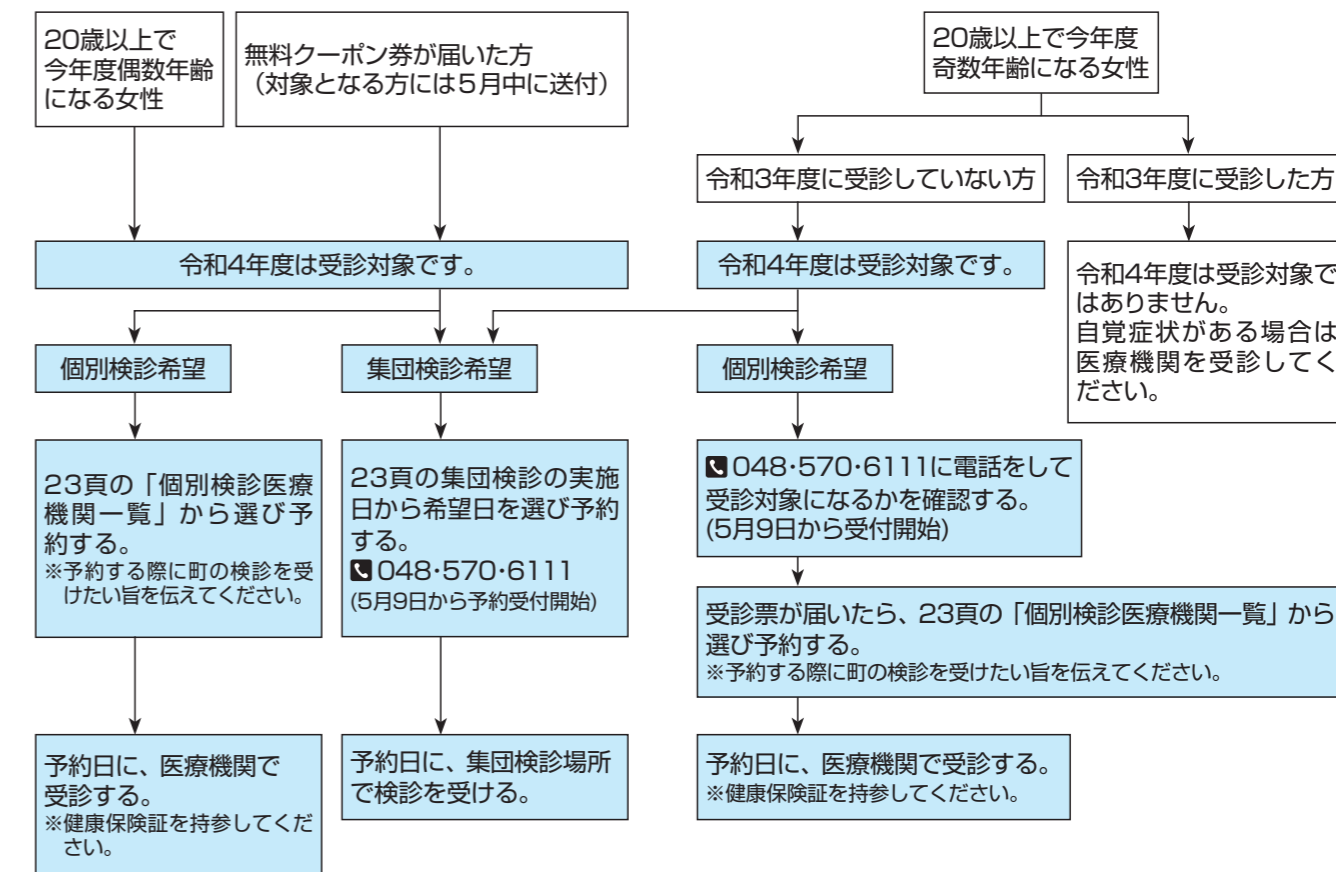 20歳以上で
今年度偶数年齢
になる女性
無料クーポン券が届いた方
(対象となる方には5月中に送付)
20歳以上で今年度
奇数年齢になる女性
令和3年度に受診していない方
令和3年度に受診した方
令和4年度は受診対象です。
令和4年度は受診対象です。
令和4年度は受診対象で
はありません。
自覚症状がある場合は
医療機関を受診してく
ださい。
個別検診希望
集団検診希望
個別検診希望
23頁の「個別検診医療
機関一覧」から選び予
約する。
※予約する際に町の検診を受
けたい旨を伝えてください。
23頁の集団検診の実施
日から希望日を選び予約
する。
048・570・6111
(5月9日から予約受付開始)
048・570・6111に電話をして
受診対象になるかを確認する。
(5月9日から受付開始)
受診票が届いたら、23頁の「個別検診医療機関一覧」から
選び予約する。
※予約する際に町の検診を受けたい旨を伝えてください。
予約日に、医療機関で
受診する。
※健康保険証を持参してくだ
さい。
予約日に、集団検診場所
で検診を受ける。
予約日に、医療機関で受診する。
※健康保険証を持参してください。